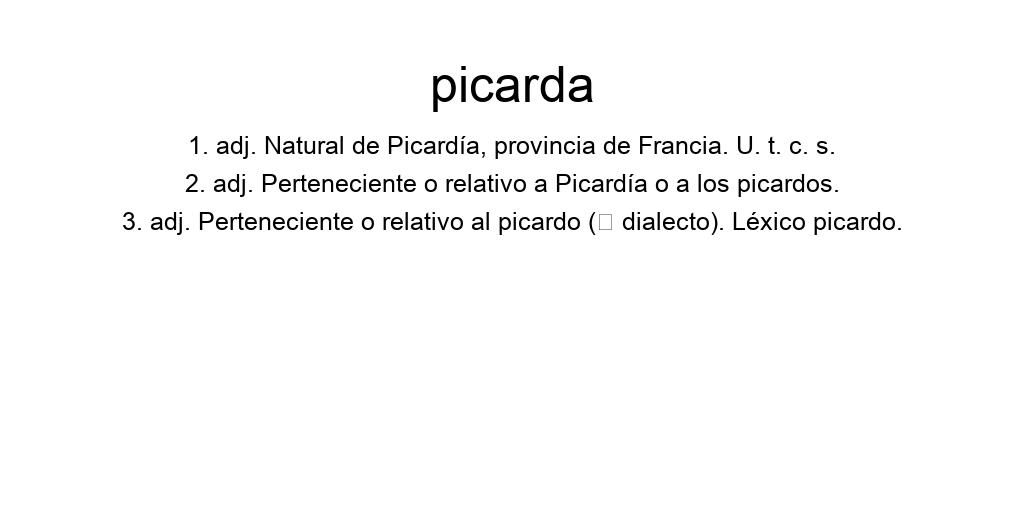 picarda
1. adj. Natural de Picardía, provincia de Francia. U. t. c. s.
2. adj. Perteneciente o relativo a Picardía o a los picardos.
3. adj. Perteneciente o relativo al picardo (□ dialecto). Léxico picardo.